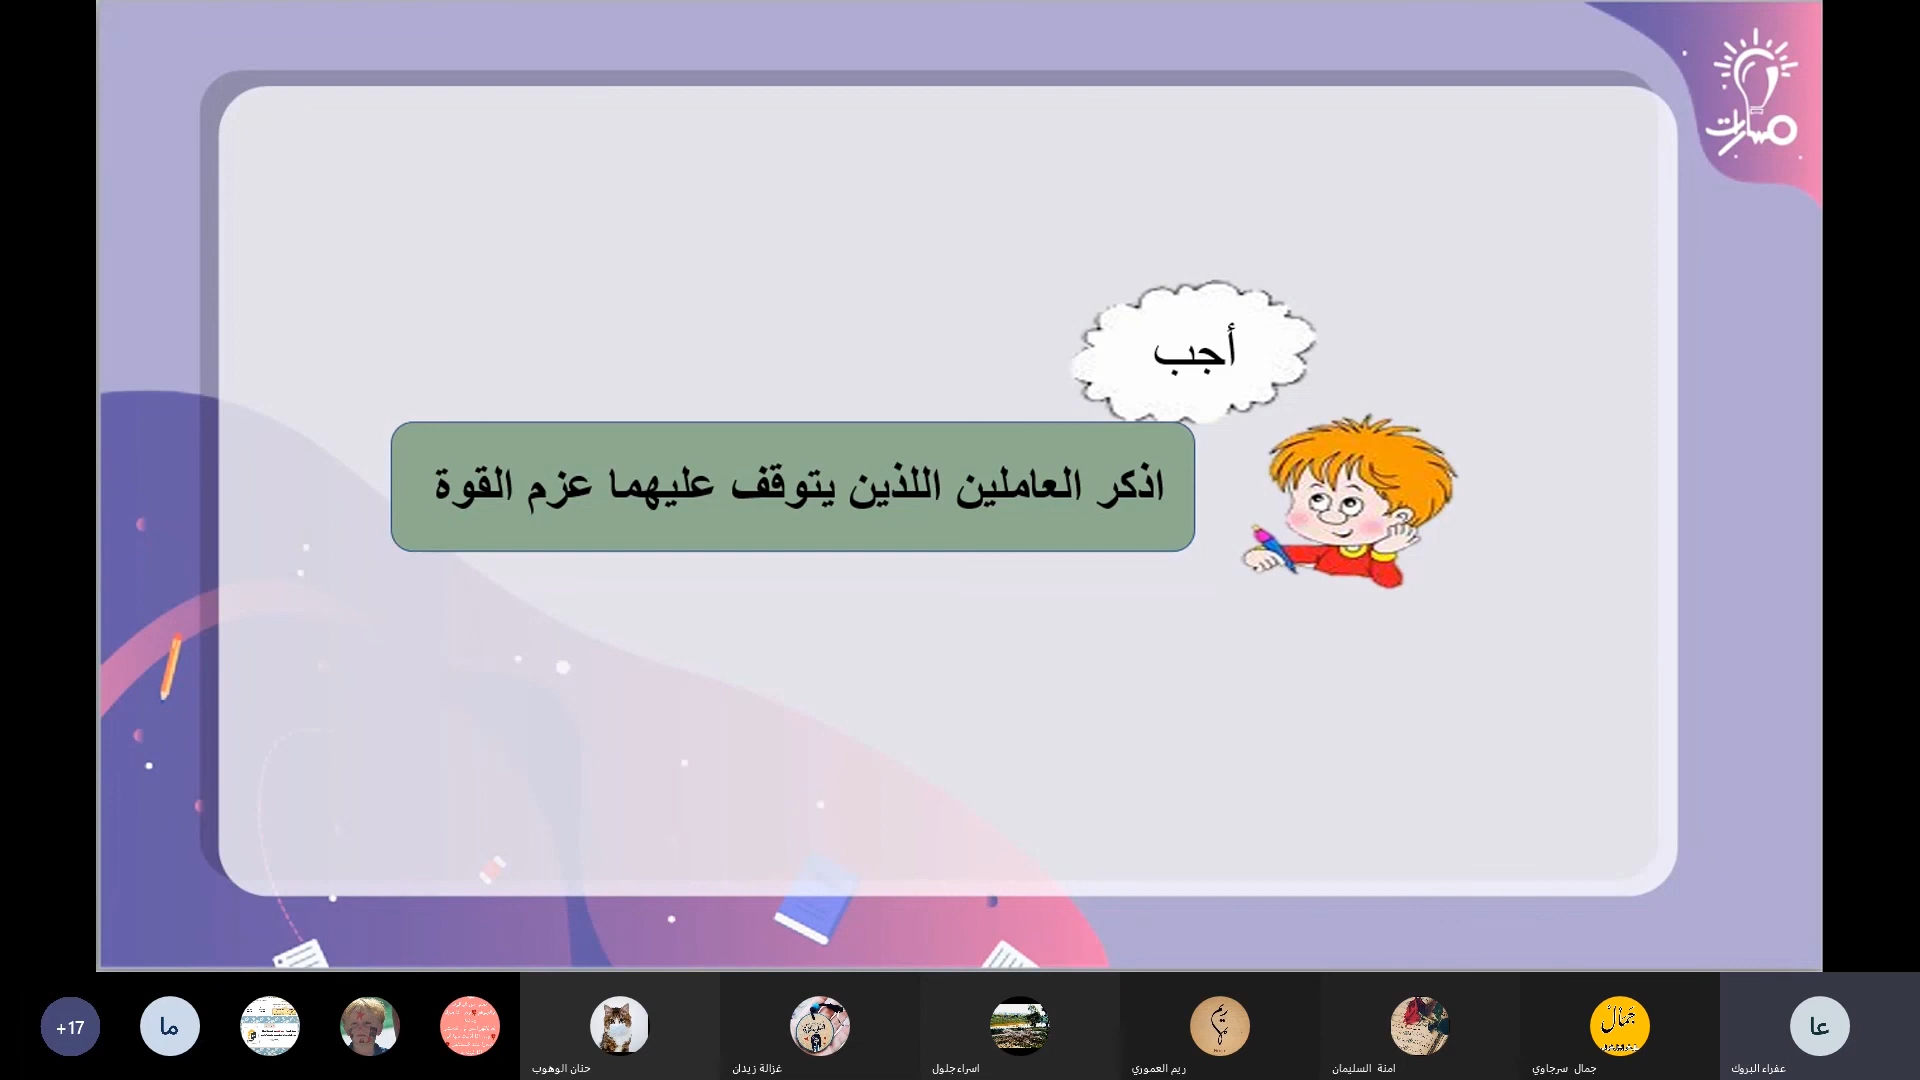 مسارات
أجب
اذكر العاملين اللذين يتوقف عليهما عزم القوة
+17
ما
حنان الوهوب
غزالة زيدان
اسراء جلول
ريم
ريم العموري
امنة السليمان
جمال
جمال سرجاوي
عا
عفراء البروك